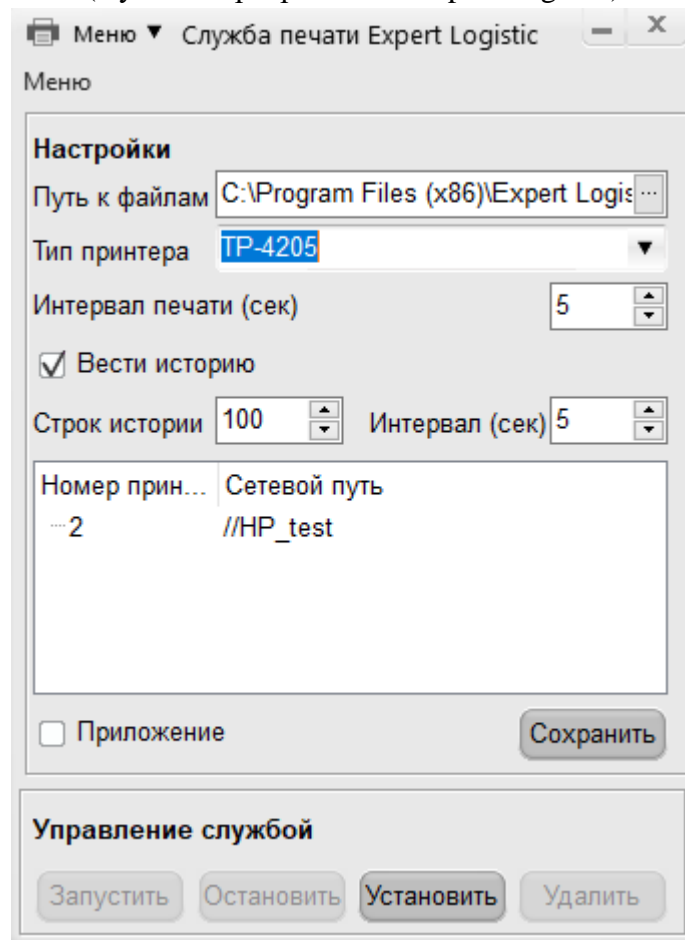 Меню ▼ Служба печати Expert Logistic
Меню
Настройки
Путь к файлам C:\Program Files (x86)\Expert Logis ...
Тип принтера TP-4205
Интервал печати (сек) 5
Вести историю
Строк истории 100 Интервал (сек) 5
Номер прин... Сетевой путь
2 //HP_test
Приложение Сохранить
Управление службой
Запустить Остановить Установить Удалить